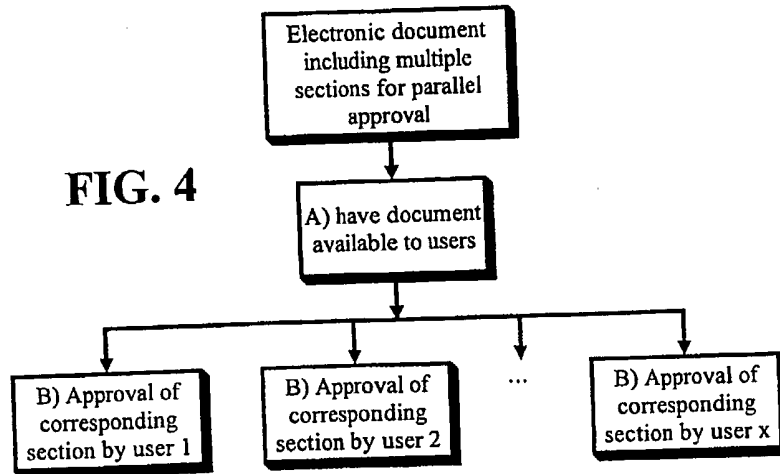 Electronic document
including multiple
sections for parallel
approval
FIG. 4
A) have document
available to users
B) Approval of
corresponding
section by user 1
B) Approval of
corresponding
section by user 2
...
B) Approval of
corresponding
section by user x